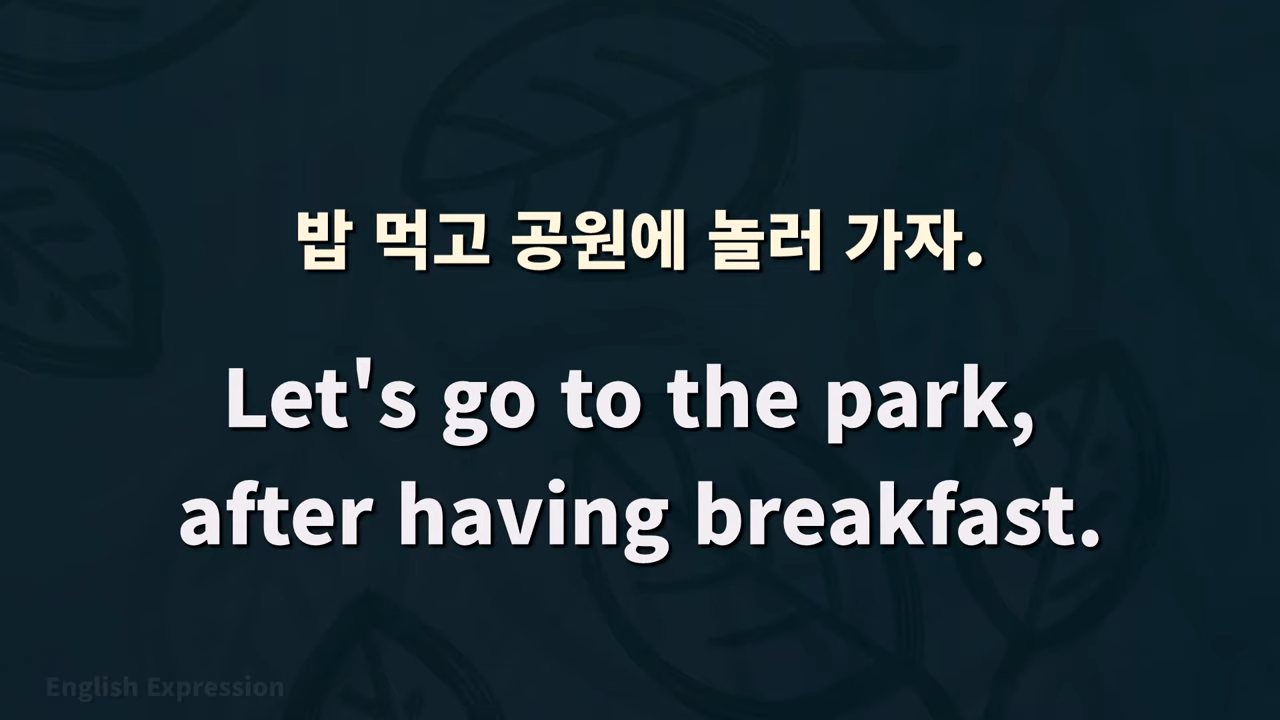 밥 먹고 공원에 놀러 가자.
Let's go to the park,
after having breakfast.
English Expression